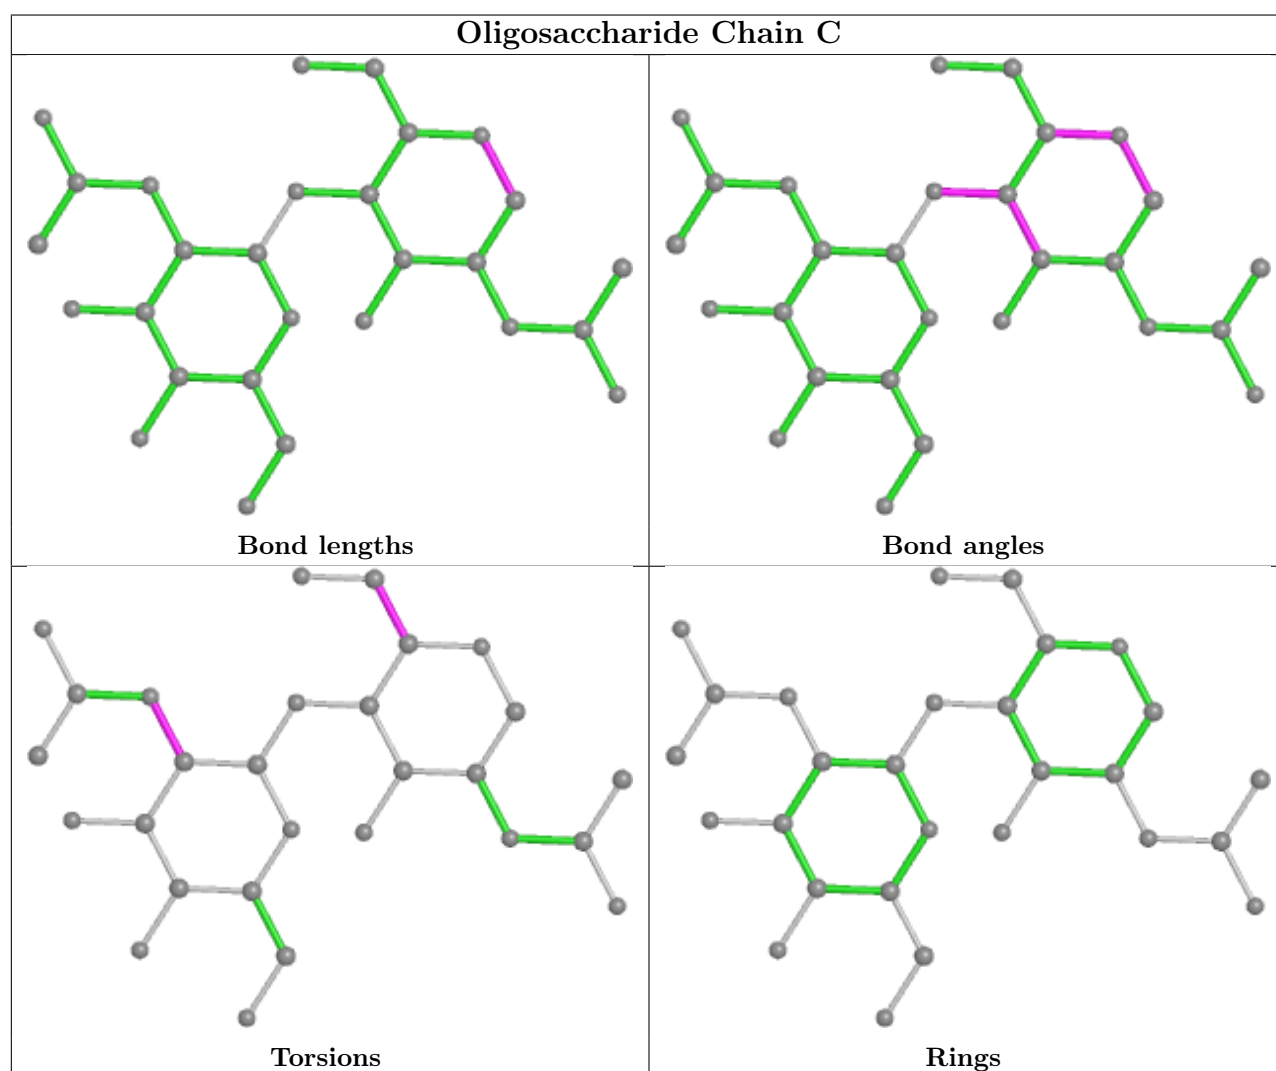 Oligosaccharide Chain C
Bond lengths
Bond angles
Torsions
Rings